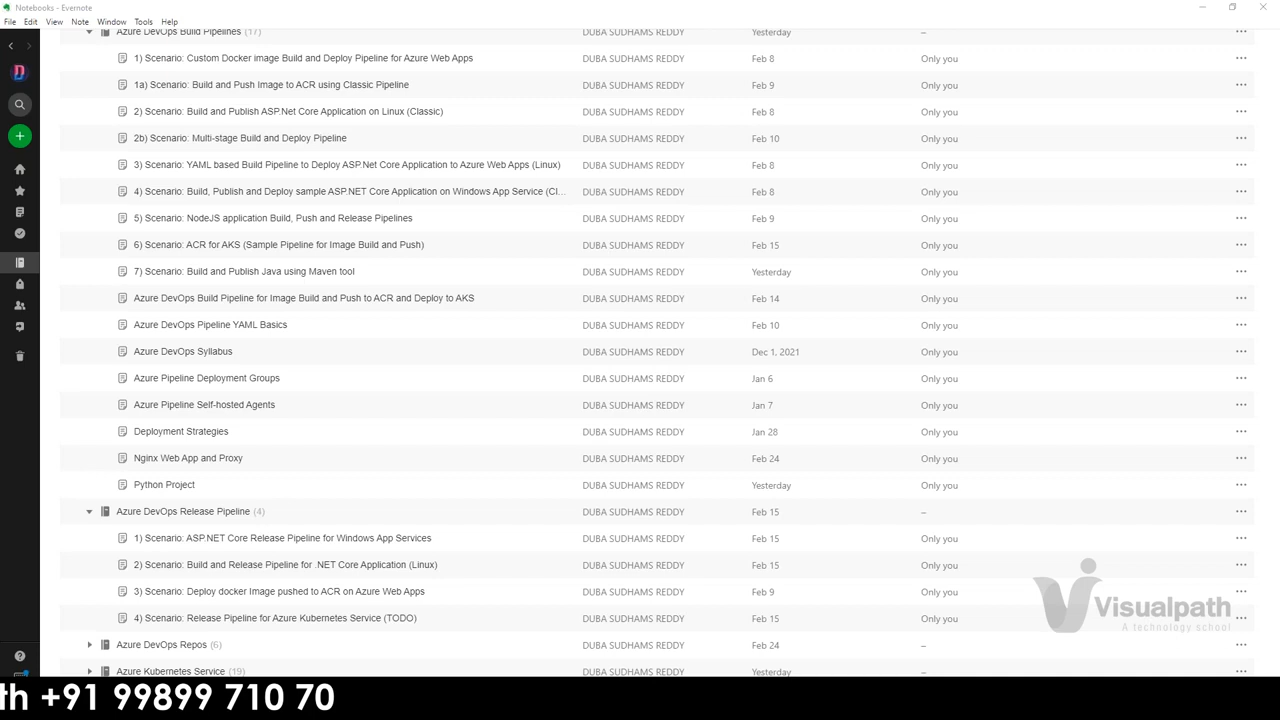 Notebooks - Evernote
File Edit View Note Window Tools Help
Azure DevOps Build Pipelines (17) DUBA SUDHAMS REDDY Yesterday –
1) Scenario: Custom Docker image Build and Deploy Pipeline for Azure Web Apps DUBA SUDHAMS REDDY Feb 8 Only you
1a) Scenario: Build and Push Image to ACR using Classic Pipeline DUBA SUDHAMS REDDY Feb 9 Only you
2) Scenario: Build and Publish ASP.Net Core Application on Linux (Classic) DUBA SUDHAMS REDDY Feb 8 Only you
2b) Scenario: Multi-stage Build and Deploy Pipeline DUBA SUDHAMS REDDY Feb 10 Only you
3) Scenario: YAML based Build Pipeline to Deploy ASP.Net Core Application to Azure Web Apps (Linux) DUBA SUDHAMS REDDY Feb 8 Only you
4) Scenario: Build, Publish and Deploy sample ASP.NET Core Application on Windows App Service (Cl... DUBA SUDHAMS REDDY Feb 8 Only you
5) Scenario: NodeJS application Build, Push and Release Pipelines DUBA SUDHAMS REDDY Feb 9 Only you
6) Scenario: ACR for AKS (Sample Pipeline for Image Build and Push) DUBA SUDHAMS REDDY Feb 15 Only you
7) Scenario: Build and Publish Java using Maven tool DUBA SUDHAMS REDDY Yesterday Only you
Azure DevOps Build Pipeline for Image Build and Push to ACR and Deploy to AKS DUBA SUDHAMS REDDY Feb 14 Only you
Azure DevOps Pipeline YAML Basics DUBA SUDHAMS REDDY Feb 10 Only you
Azure DevOps Syllabus DUBA SUDHAMS REDDY Dec 1, 2021 Only you
Azure Pipeline Deployment Groups DUBA SUDHAMS REDDY Jan 6 Only you
Azure Pipeline Self-hosted Agents DUBA SUDHAMS REDDY Jan 7 Only you
Deployment Strategies DUBA SUDHAMS REDDY Jan 28 Only you
Nginx Web App and Proxy DUBA SUDHAMS REDDY Feb 24 Only you
Python Project DUBA SUDHAMS REDDY Yesterday Only you
Azure DevOps Release Pipeline (4) DUBA SUDHAMS REDDY Feb 15 –
1) Scenario: ASP.NET Core Release Pipeline for Windows App Services DUBA SUDHAMS REDDY Feb 15 Only you
2) Scenario: Build and Release Pipeline for .NET Core Application (Linux) DUBA SUDHAMS REDDY Feb 15 Only you
3) Scenario: Deploy docker Image pushed to ACR on Azure Web Apps DUBA SUDHAMS REDDY Feb 9 Only you
4) Scenario: Release Pipeline for Azure Kubernetes Service (TODO) DUBA SUDHAMS REDDY Feb 15 Only you
Azure DevOps Repos (6) DUBA SUDHAMS REDDY Feb 24 –
Azure Kubernetes Service (19) DUBA SUDHAMS REDDY Yesterday –
Visualpath
A technology school
th +91 99899 710 70